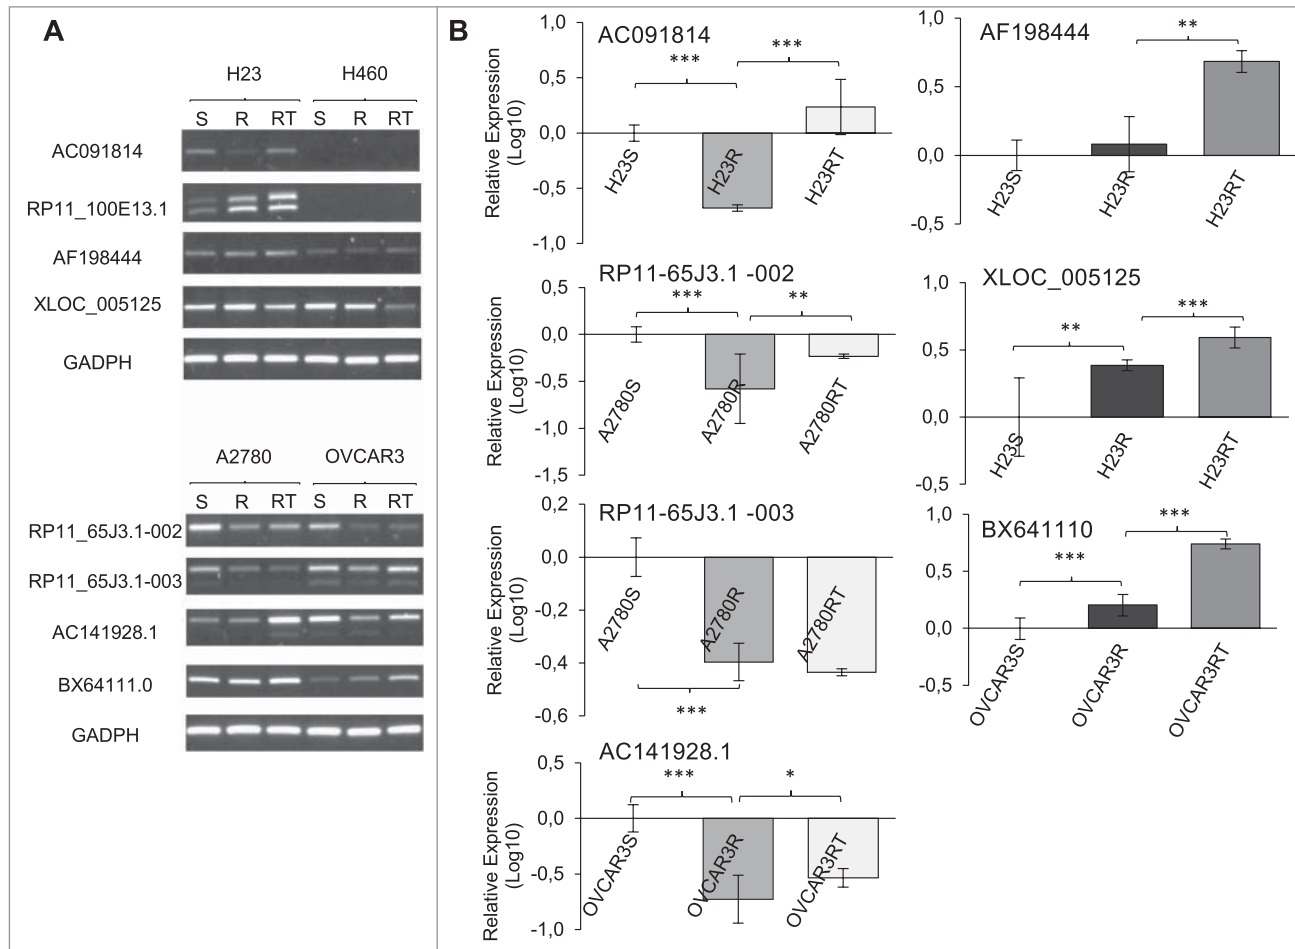 A
H23 H460
S R RT S R RT
AC091814
RP11_100E13.1
AF198444
XLOC_005125
GADPH
A2780 OVCAR3
S R RT S R RT
RP11_65J3.1-002
RP11_65J3.1-003
AC141928.1
BX64111.0
GADPH
B
AC091814
Relative Expression
(Log10)
1,0
0,5
0,0
-0,5
-1,0
*** ***
H23S H23R H23RT
RP11-65J3.1 -002
Relative Expression
(Log10)
0,5
0,0
-0,5
-1,0
-1,5
*** **
A2780S A2780R A2780RT
RP11-65J3.1 -003
Relative Expression
(Log10)
0,2
0,0
-0,2
-0,4
-0,6
A2780S A2780R A2780RT
***
AC141928.1
Relative Expression
(Log10)
0,5
0,0
-0,5
-1,0
*** *
OVCAR3S OVCAR3R OVCAR3RT
AF198444
1,0
0,5
0,0
-0,5
**
H23S H23R H23RT
XLOC_005125
1,0
0,5
0,0
-0,5
** ***
H23S H23R H23RT
BX641110
1,0
0,5
0,0
-0,5
*** ***
OVCAR3S OVCAR3R OVCAR3RT